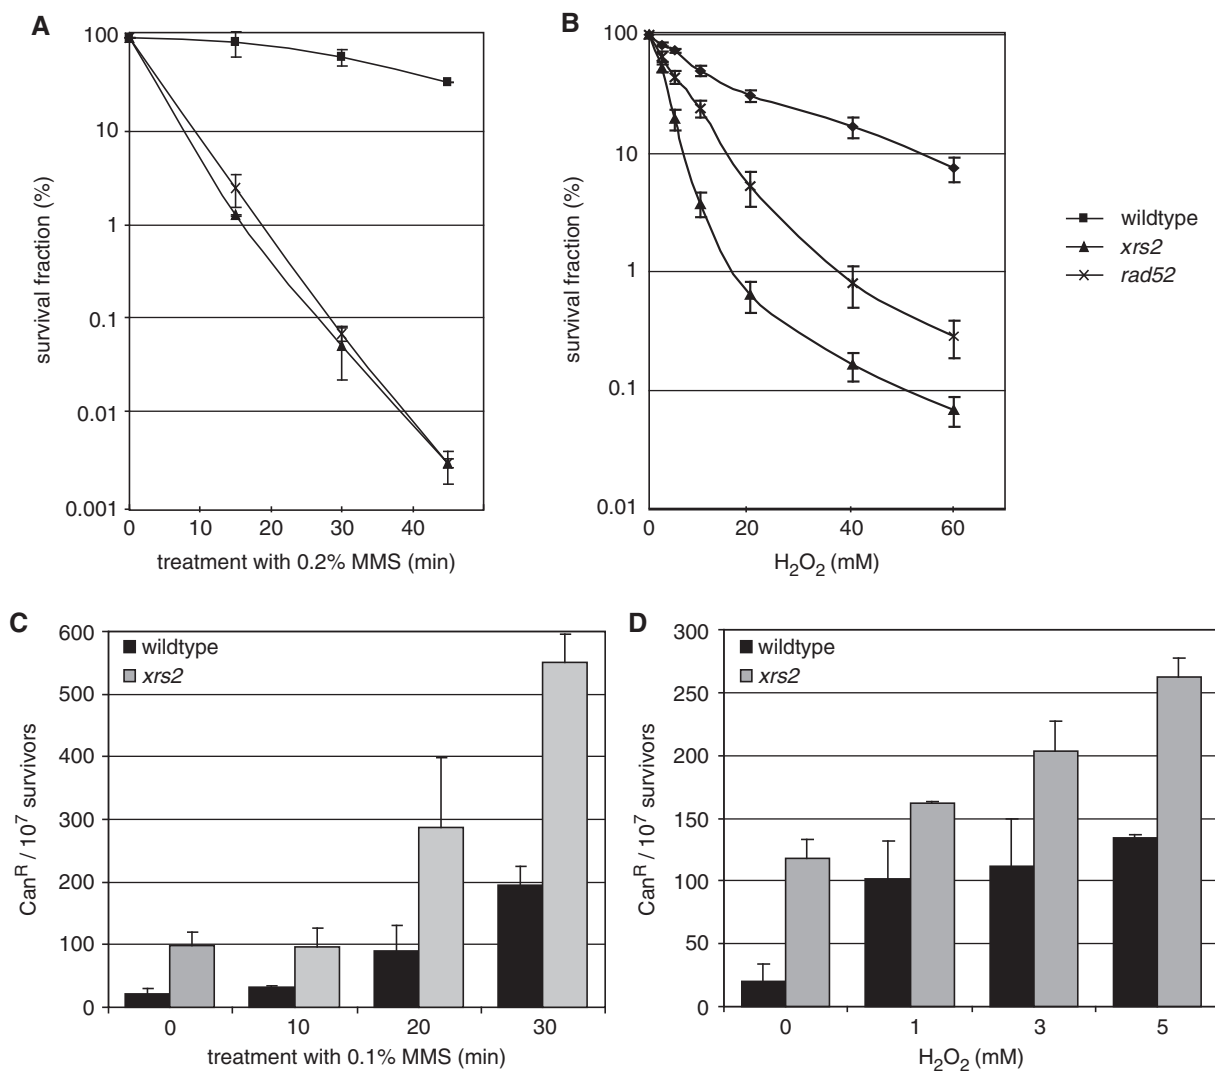 A
100
10
1
0.1
0.01
0.001
survival fraction (%)
0 10 20 30 40
treatment with 0.2% MMS (min)
B
100
10
1
0.1
0.01
survival fraction (%)
0 20 40 60
H₂O₂ (mM)
wildtype
xrs2
rad52
C
600
500
400
300
200
100
0
Can^R / 10⁷ survivors
wildtype
xrs2
0 10 20 30
treatment with 0.1% MMS (min)
D
300
250
200
150
100
50
0
Can^R / 10⁷ survivors
wildtype
xrs2
0 1 3 5
H₂O₂ (mM)